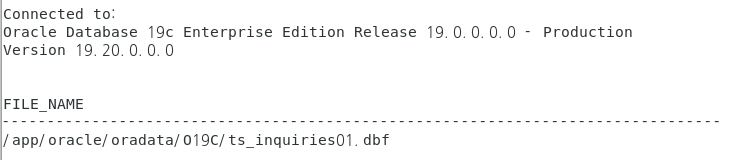 Connected to:
Oracle Database 19c Enterprise Edition Release 19.0.0.0.0 - Production
Version 19.20.0.0.0
FILE_NAME
--------------------------------------------------------------------------------
/app/oracle/oradata/O19C/ts_inquiries01.dbf